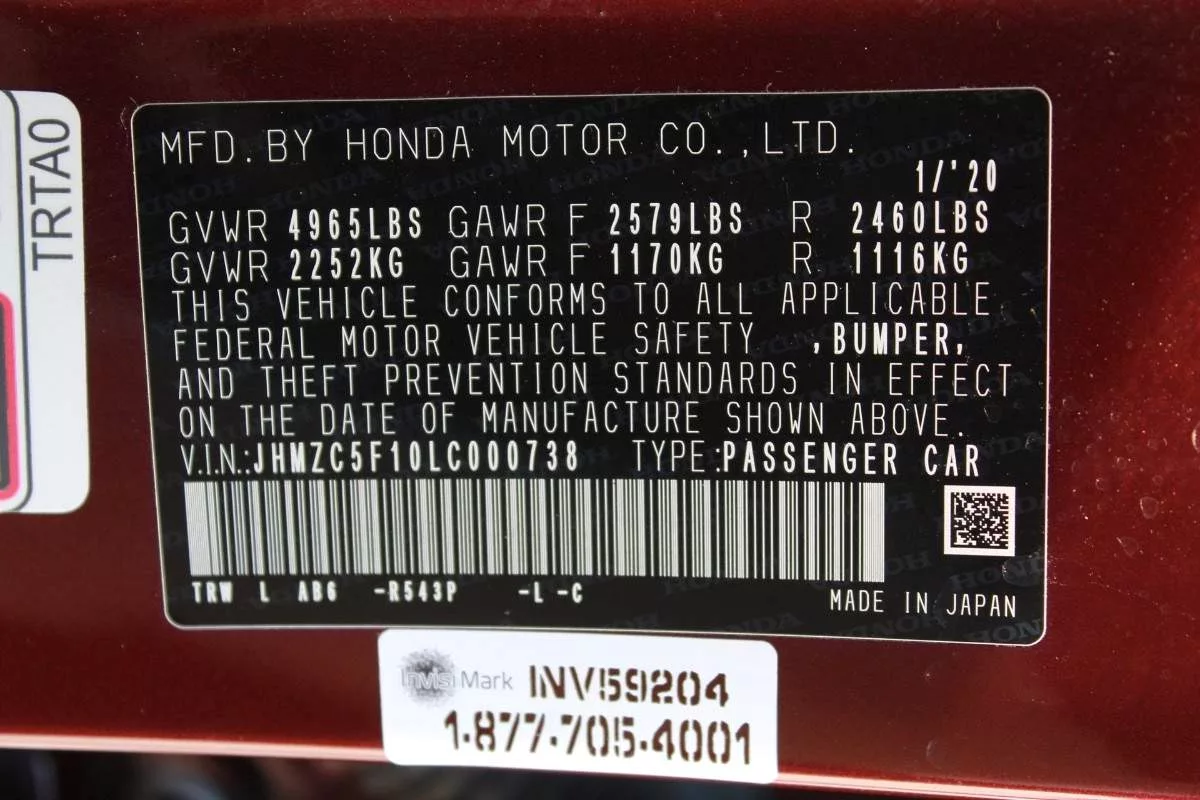 TRTA0
MFD.BY HONDA MOTOR CO.,LTD.
1/'20
GVWR 4965LBS GAWR F 2579LBS R 2460LBS
GVWR 2252KG GAWR F 1170KG R 1116KG
THIS VEHICLE CONFORMS TO ALL APPLICABLE
FEDERAL MOTOR VEHICLE SAFETY ,BUMPER,
AND THEFT PREVENTION STANDARDS IN EFFECT
ON THE DATE OF MANUFACTURE SHOWN ABOVE.
V.I.N.:JHMZC5F10LC000738 TYPE:PASSENGER CAR
TRW L AB6 -R543P -L -C
MADE IN JAPAN
InvisiMark INV59204
1-877-705-4001